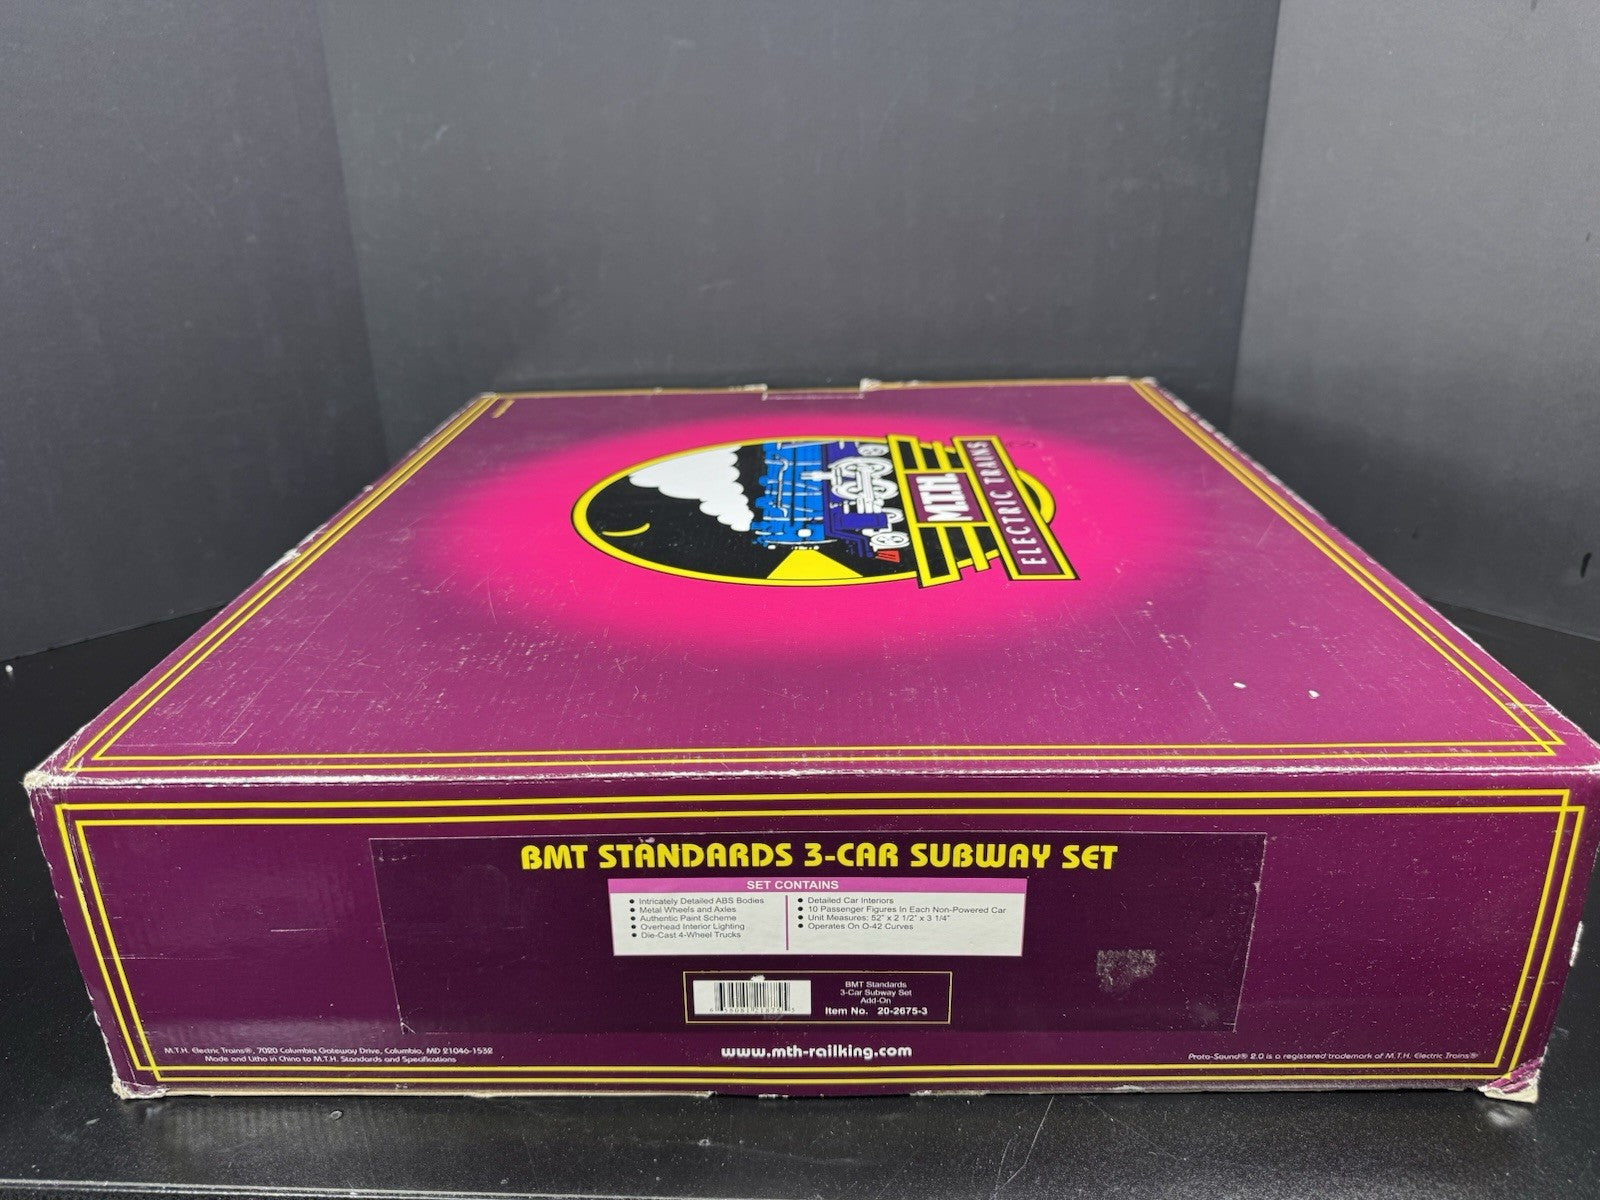 M.T.H.
ELECTRIC TRAINS
BMT STANDARDS 3-CAR SUBWAY SET
SET CONTAINS
• Intricately Detailed ABS Bodies
• Metal Wheels and Axles
• Authentic Paint Scheme
• Overhead Interior Lighting
• Die-Cast 4-Wheel Trucks
• Detailed Car Interiors
• 10 Passenger Figures In Each Non-Powered Car
• Unit Measures: 52" x 2 1/2" x 3 1/4"
• Operates On O-42 Curves
BMT Standards
3-Car Subway Set
Add-On
Item No. 20-2675-3
M.T.H. Electric Trains®, 7020 Columbia Gateway Drive, Columbia, MD 21046-1532
Made and Litho in China to M.T.H. Standards and Specifications
www.mth-railking.com
Proto-Sound® 2.0 is a registered trademark of M.T.H. Electric Trains®